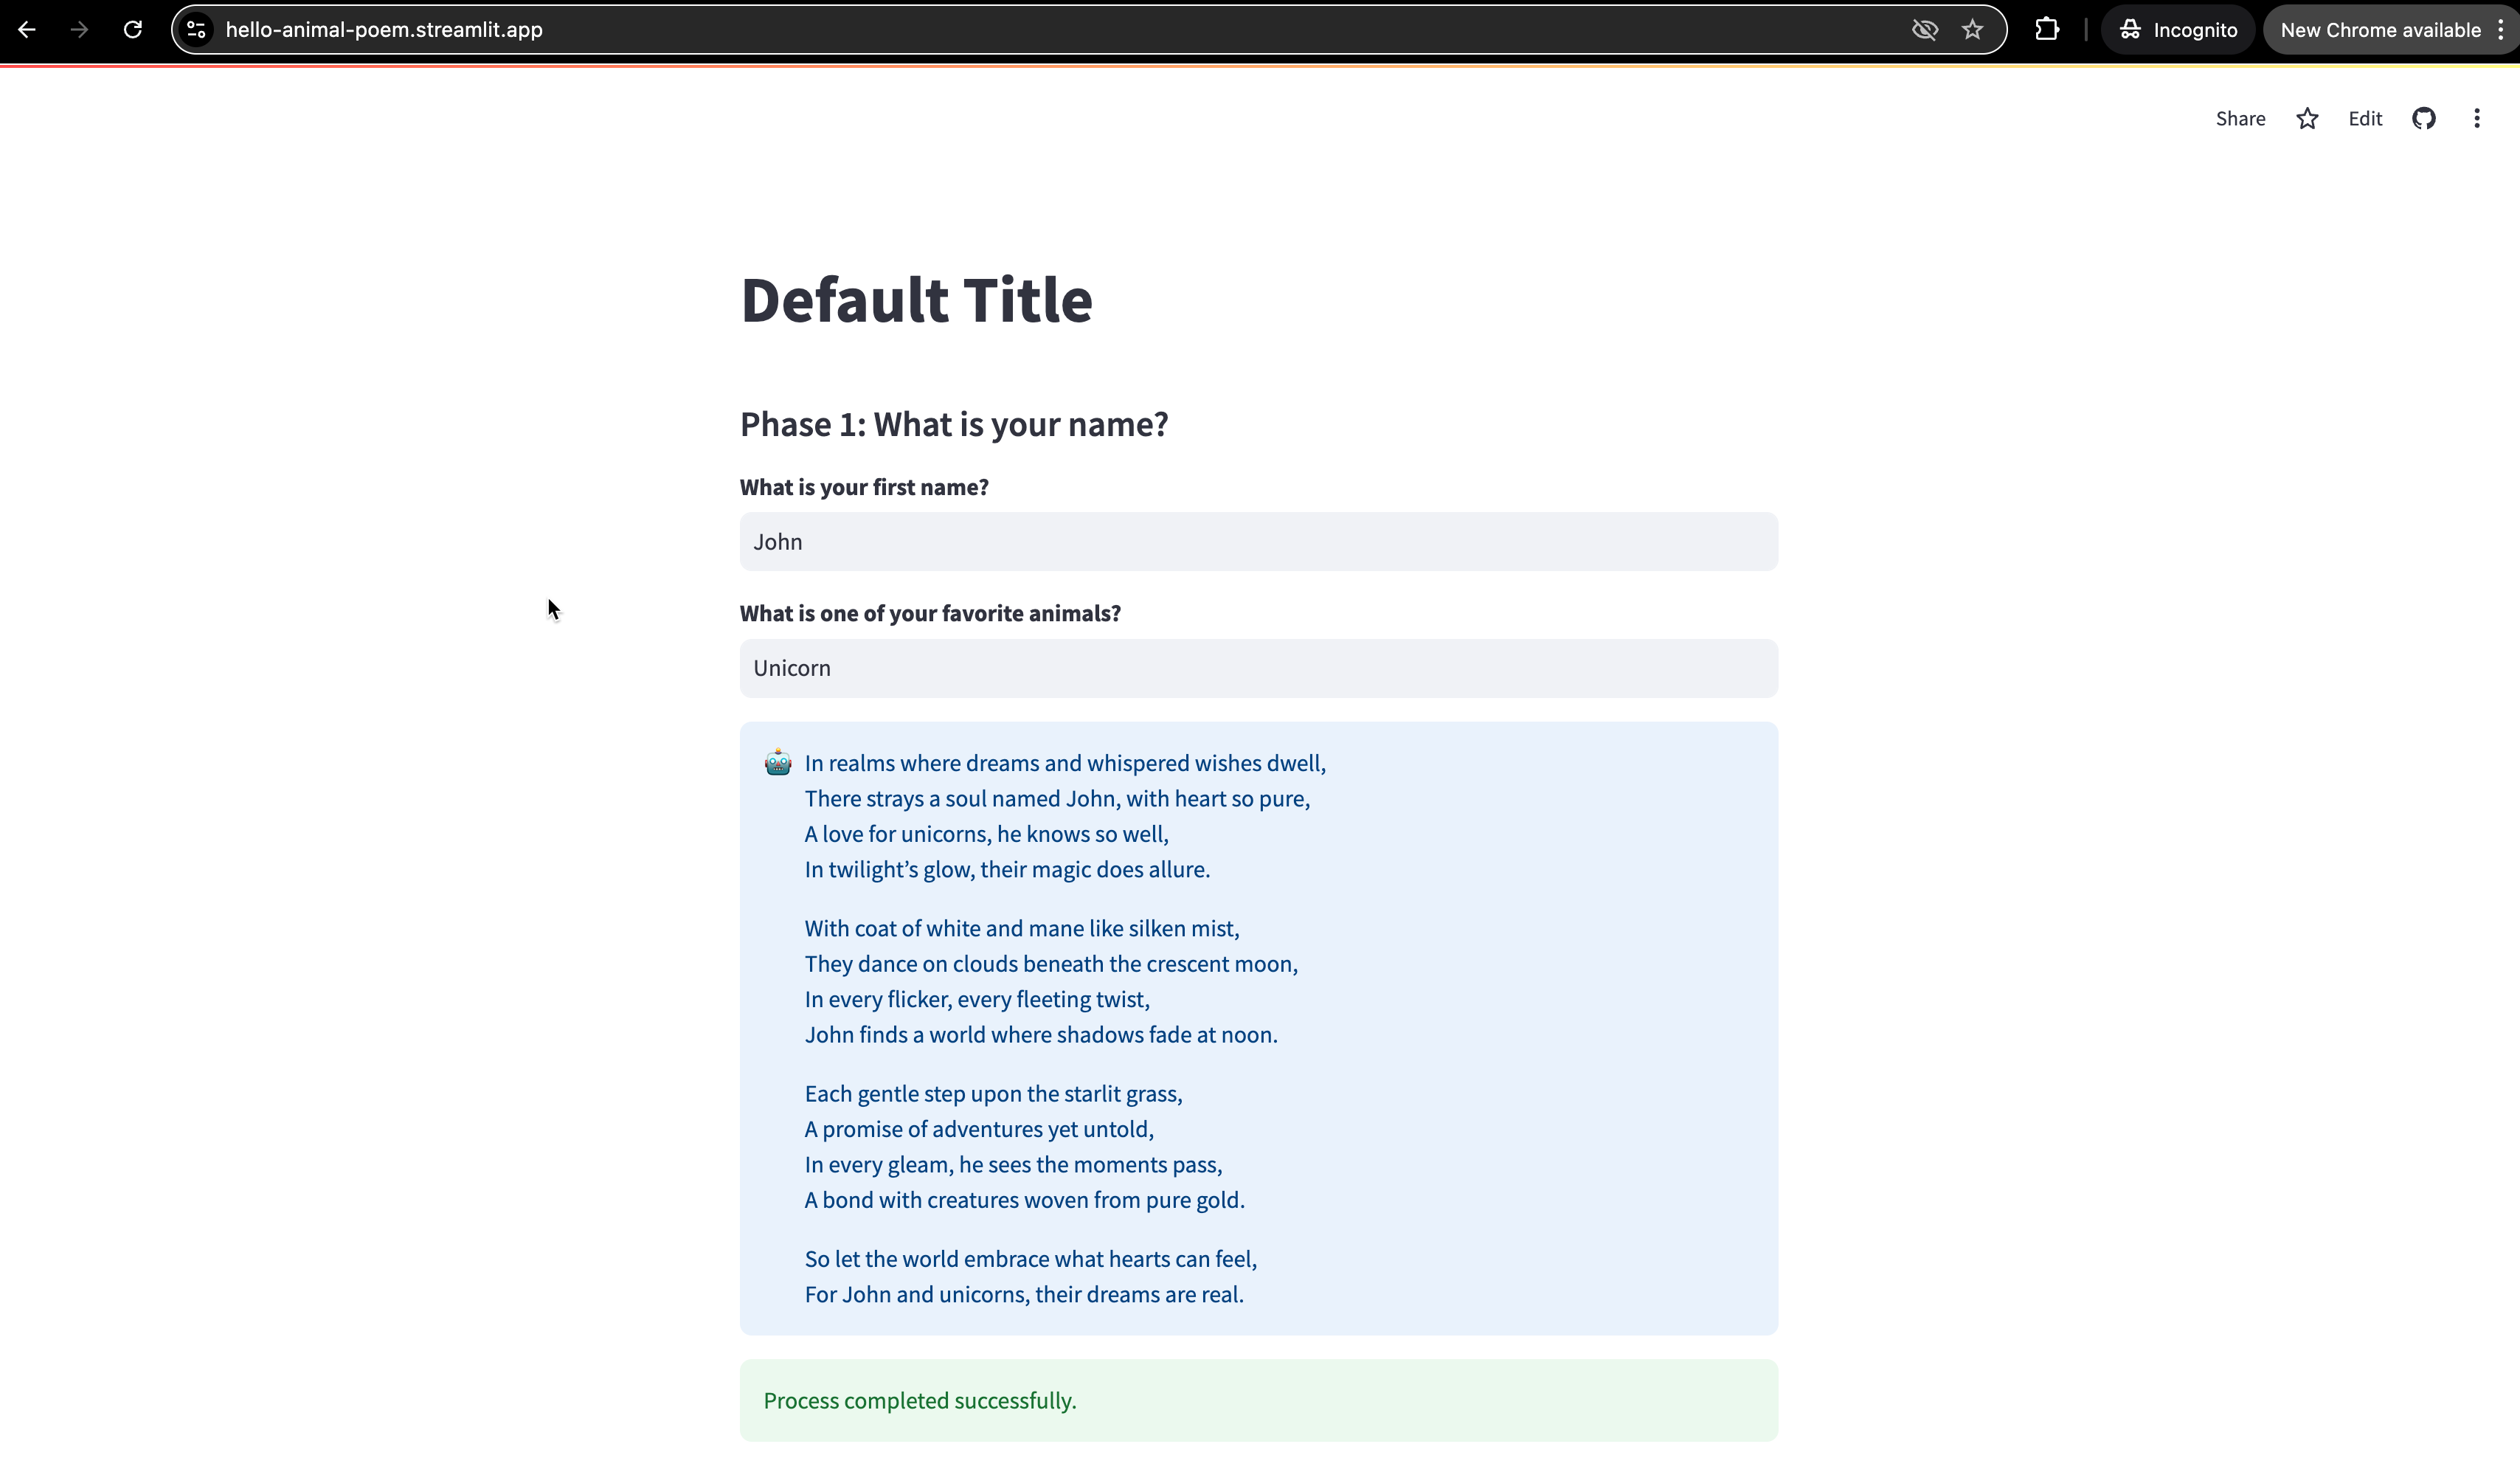 hello-animal-poem.streamlit.app
Incognito
New Chrome available
Share
Edit
Default Title
Phase 1: What is your name?
What is your first name?
John
What is one of your favorite animals?
Unicorn
In realms where dreams and whispered wishes dwell,
There strays a soul named John, with heart so pure,
A love for unicorns, he knows so well,
In twilight’s glow, their magic does allure.
With coat of white and mane like silken mist,
They dance on clouds beneath the crescent moon,
In every flicker, every fleeting twist,
John finds a world where shadows fade at noon.
Each gentle step upon the starlit grass,
A promise of adventures yet untold,
In every gleam, he sees the moments pass,
A bond with creatures woven from pure gold.
So let the world embrace what hearts can feel,
For John and unicorns, their dreams are real.
Process completed successfully.